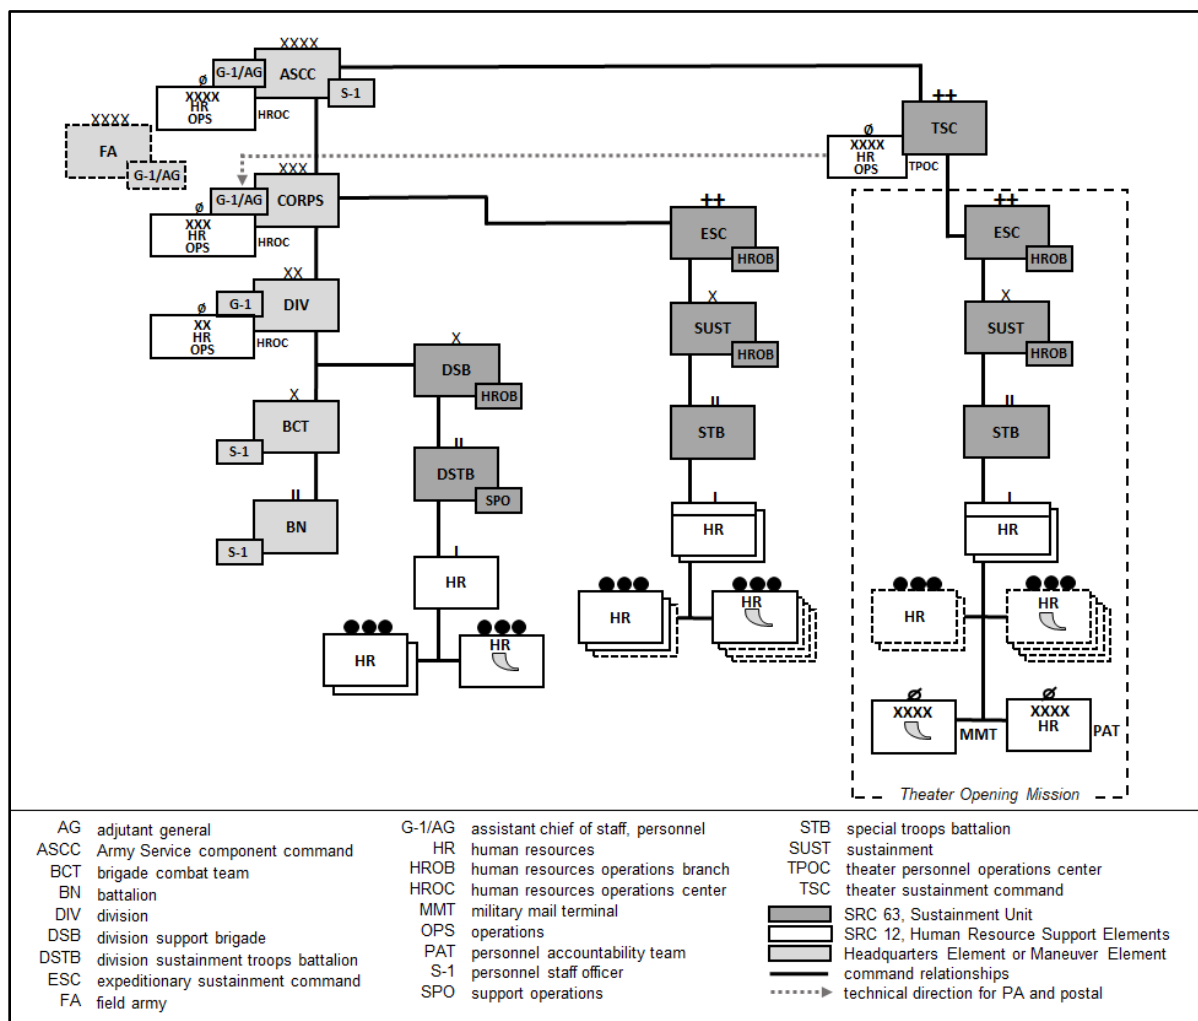 XXXX
G-1/AG
ASCC
S-1
Ø
XXXX
HR
OPS
HROC
XXXX
FA
G-1/AG
++
TSC
Ø
XXXX
HR
OPS
TPOC
XXX
G-1/AG
CORPS
Ø
XXX
HR
OPS
HROC
++
ESC
HROB
++
ESC
HROB
XX
G-1
DIV
Ø
XX
HR
OPS
HROC
X
SUST
HROB
X
SUST
HROB
X
DSB
HROB
X
BCT
S-1
II
STB
II
STB
II
DSTB
SPO
II
BN
S-1
I
HR
I
HR
I
HR
HR
HR
HR
HR
HR
HR
Ø
XXXX
MMT
Ø
XXXX
HR
PAT
Theater Opening Mission
AG adjutant general
ASCC Army Service component command
BCT brigade combat team
BN battalion
DIV division
DSB division support brigade
DSTB division sustainment troops battalion
ESC expeditionary sustainment command
FA field army
G-1/AG assistant chief of staff, personnel
HR human resources
HROB human resources operations branch
HROC human resources operations center
MMT military mail terminal
OPS operations
PAT personnel accountability team
S-1 personnel staff officer
SPO support operations
STB special troops battalion
SUST sustainment
TPOC theater personnel operations center
TSC theater sustainment command
SRC 63, Sustainment Unit
SRC 12, Human Resource Support Elements
Headquarters Element or Maneuver Element
command relationships
technical direction for PA and postal